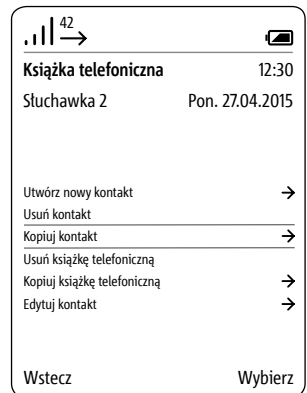 42
Książka telefoniczna 12:30
Słuchawka 2 Pon. 27.04.2015
Utwórz nowy kontakt
Usuń kontakt
Kopiuj kontakt
Usuń książkę telefoniczną
Kopiuj książkę telefoniczną
Edytuj kontakt
Wstecz Wybierz